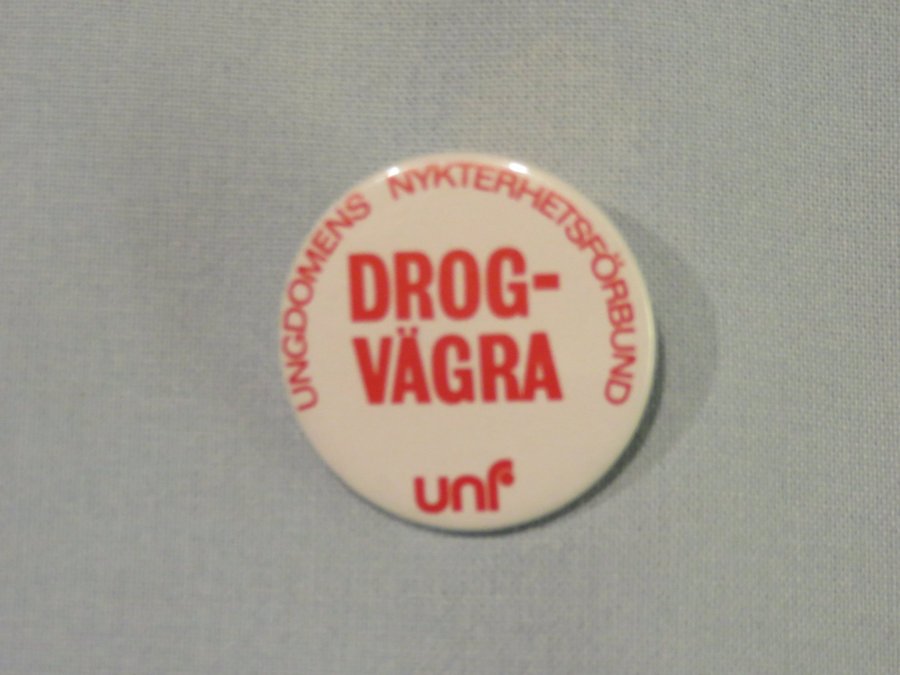 UNGDOMENS NYKTERHETSFÖRBUND
DROG-
VÄGRA
unf